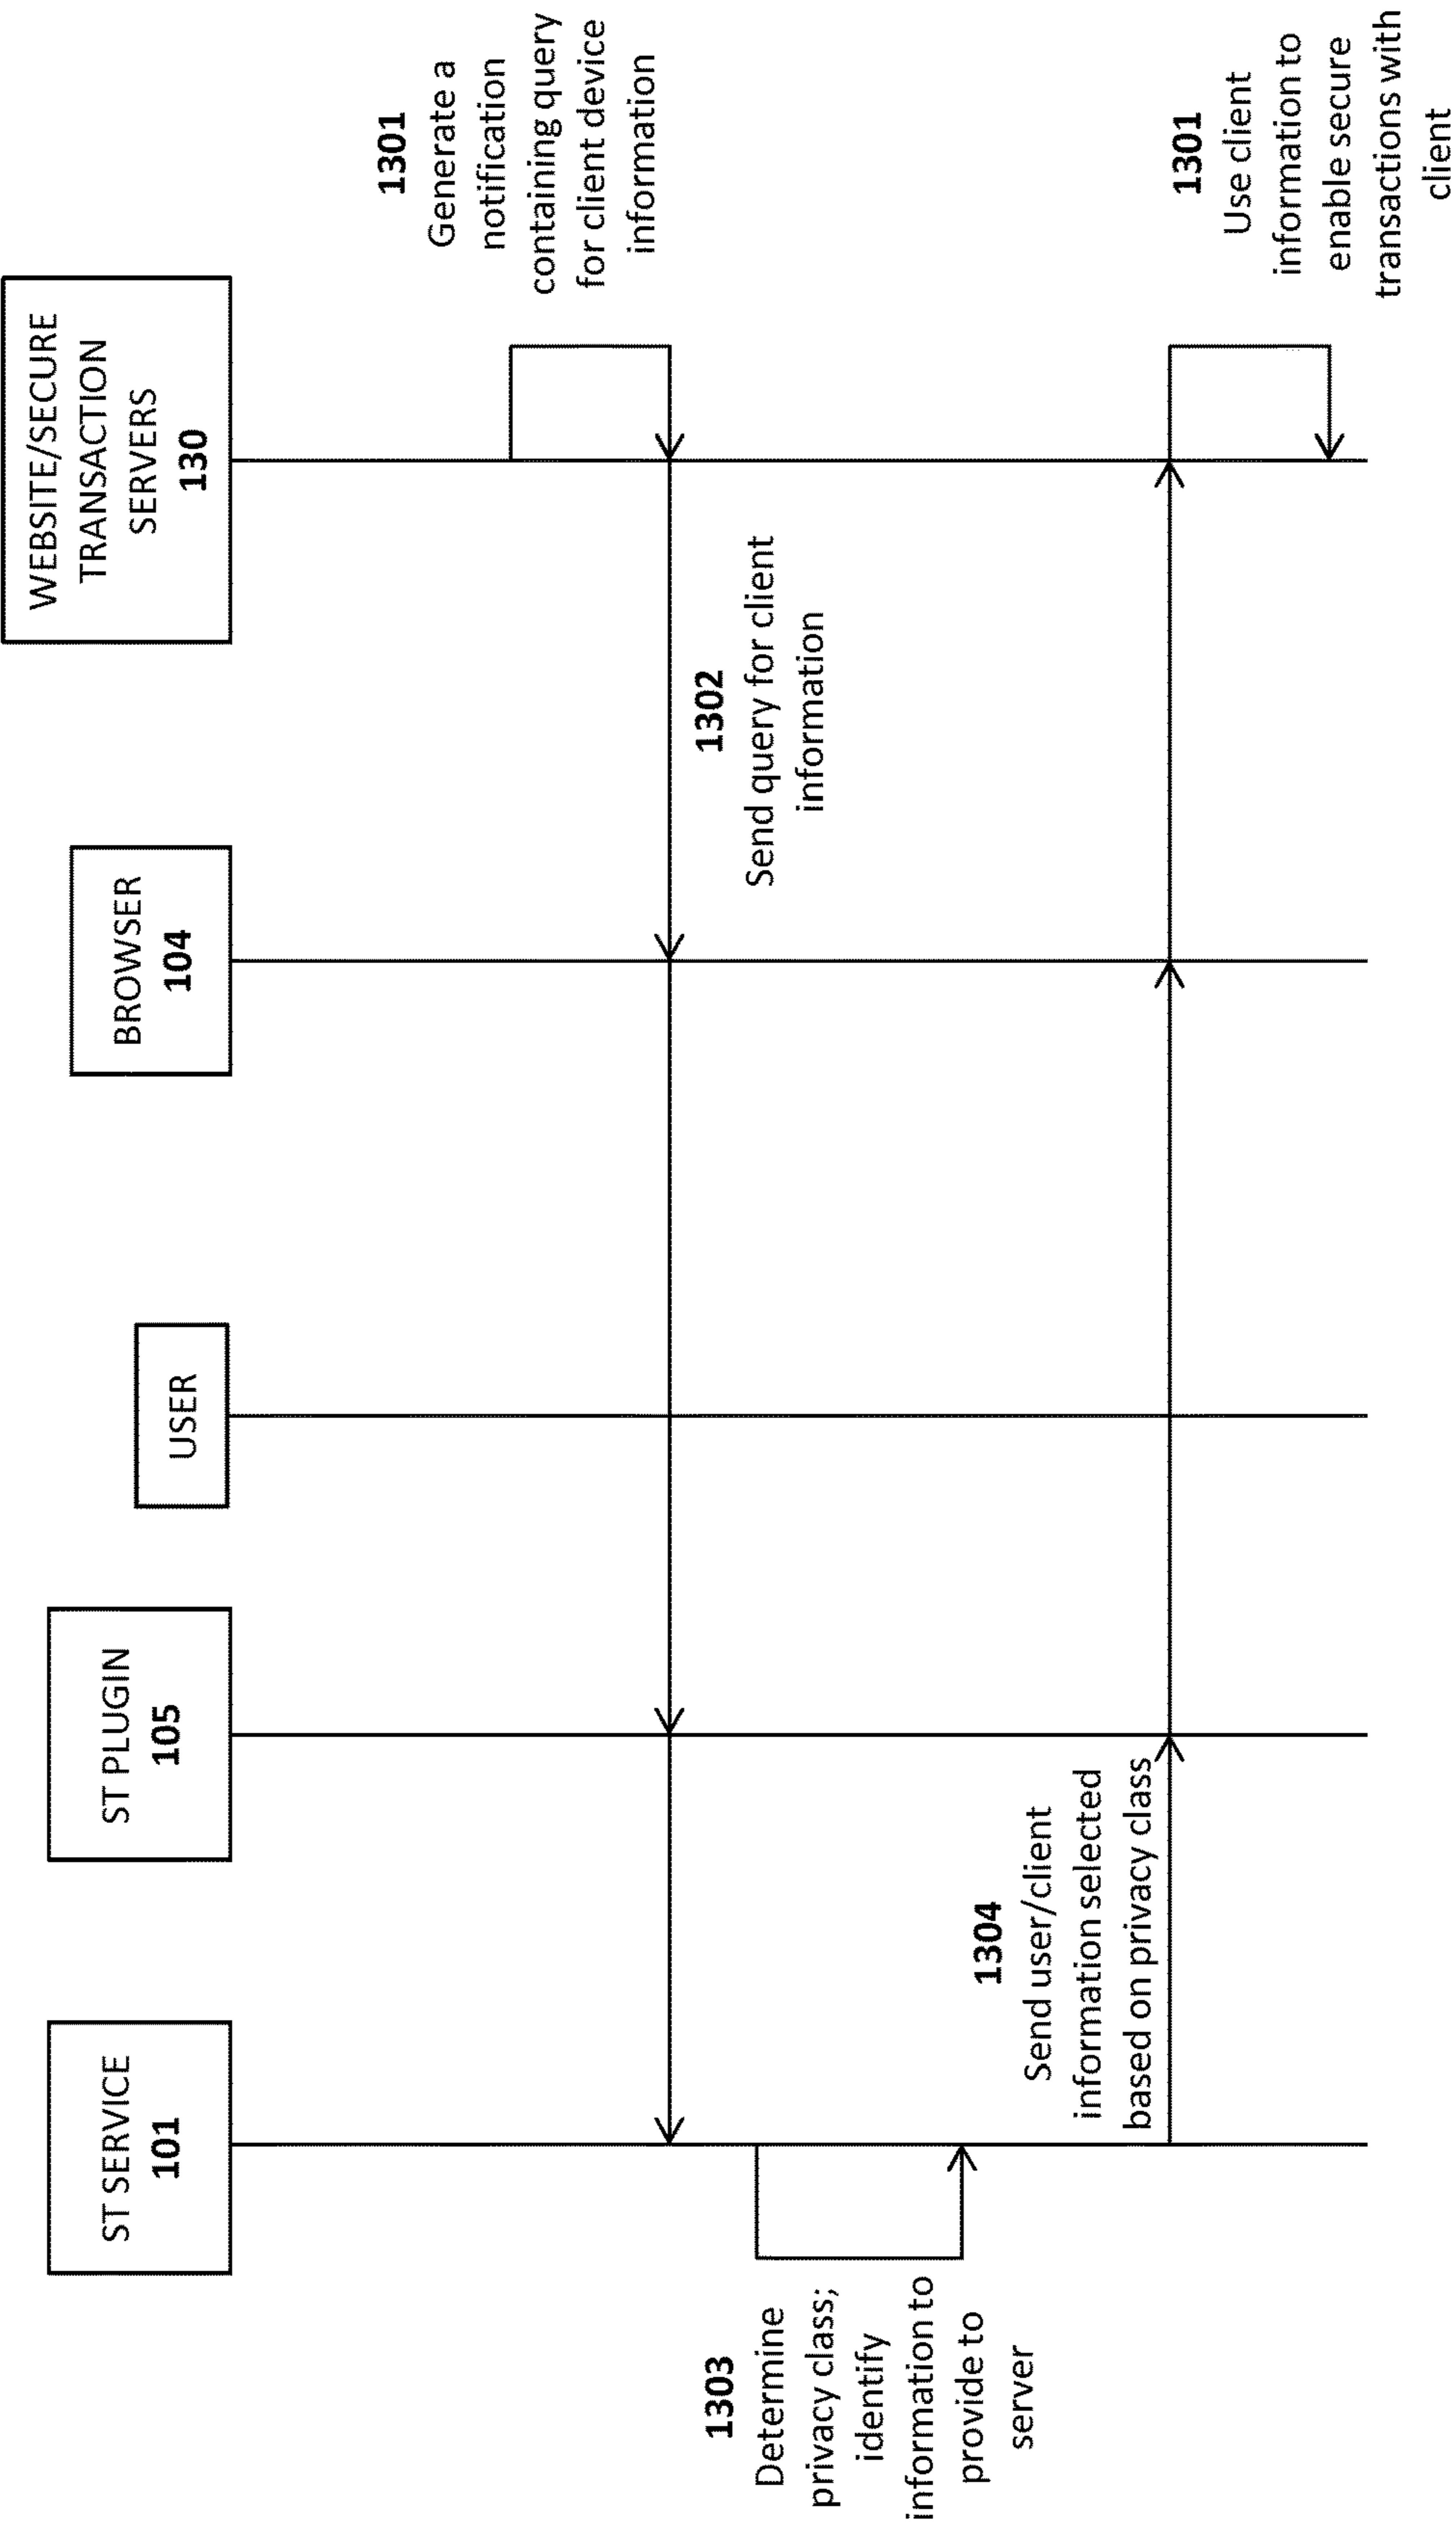 ST SERVICE
101
ST PLUGIN
105
USER
BROWSER
104
WEBSITE/SECURE
TRANSACTION
SERVERS
130
1301
Generate a
notification
containing query
for client device
information
1302
Send query for client
information
1303
Determine
privacy class;
identify
information to
provide to
server
1304
Send user/client
information selected
based on privacy class
1301
Use client
information to
enable secure
transactions with
client